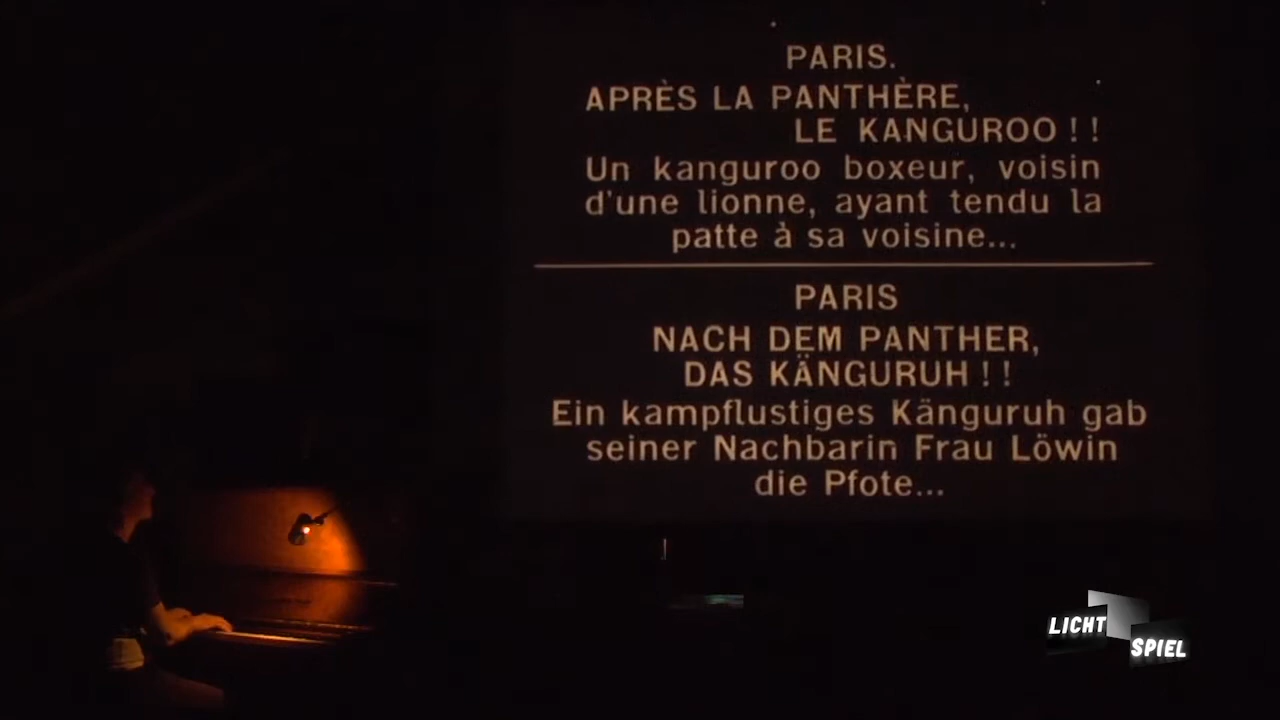 PARIS.
APRÈS LA PANTHÈRE,
LE KANGUROO!!
Un kanguroo boxeur, voisin
d'une lionne, ayant tendu la
patte à sa voisine...
PARIS
NACH DEM PANTHER,
DAS KÄNGURUH!!
Ein kampflustiges Känguruh gab
seiner Nachbarin Frau Löwin
die Pfote...
LICHT
SPIEL